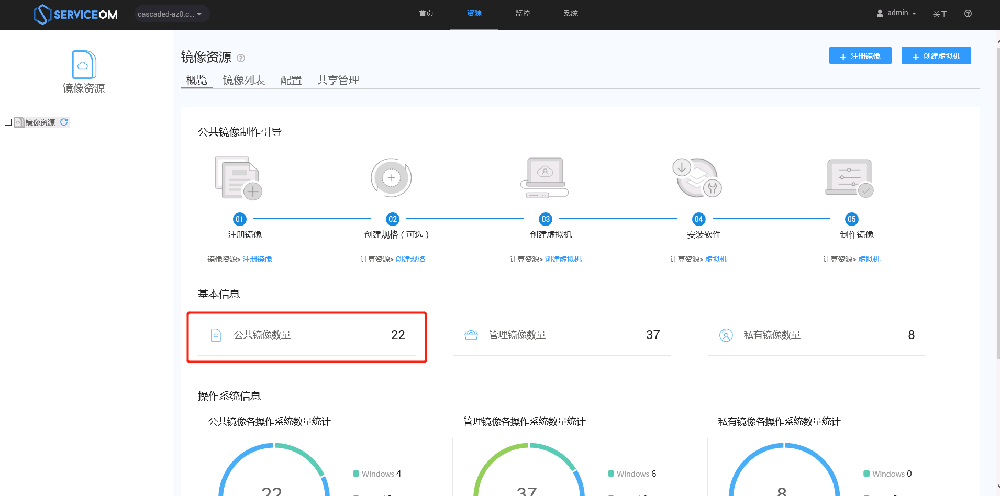 SERVICEOM
cascaded-az0.c...
首页 资源 监控 系统
admin 关于
镜像资源
镜像资源
镜像资源
注册镜像
创建虚拟机
概览 镜像列表 配置 共享管理
公共镜像制作引导
01 02 03 04 05
注册镜像 创建规格（可选） 创建虚拟机 安装软件 制作镜像
镜像资源> 注册镜像 计算资源> 创建规格 计算资源> 创建虚拟机 计算资源> 虚拟机 计算资源> 虚拟机
基本信息
公共镜像数量 22 管理镜像数量 37 私有镜像数量 8
操作系统信息
公共镜像各操作系统数量统计 管理镜像各操作系统数量统计 私有镜像各操作系统数量统计
Windows 4 Windows 6 Windows 0
22 37 8